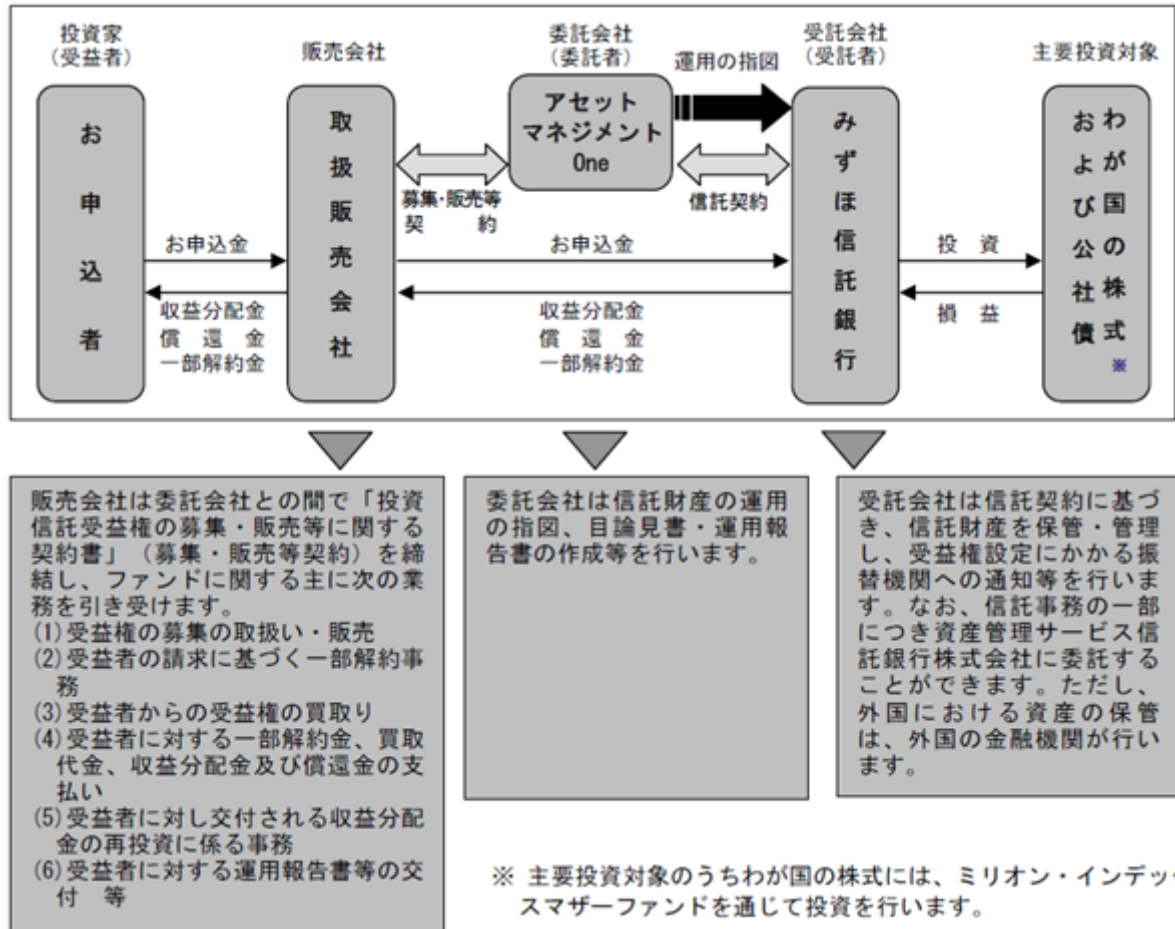 投資家
（受益者）
販売会社
委託会社
（委託者）
運用の指図
受託会社
（受託者）
主要投資対象
お申込者
取扱販売会社
アセット
マネジメント
One
みずほ信託銀行
わが国の株式
および公社債
※
募集・販売等
契　　約
信託契約
お申込金
お申込金
投　資
収益分配金
償　還　金
一部解約金
収益分配金
償　還　金
一部解約金
損　益
販売会社は委託会社との間で「投資
信託受益権の募集・販売等に関する
契約書」（募集・販売等契約）を締
結し、ファンドに関する主に次の業
務を引き受けます。
(1)受益権の募集の取扱い・販売
(2)受益者の請求に基づく一部解約事
務
(3)受益者からの受益権の買取り
(4)受益者に対する一部解約金、買取
代金、収益分配金及び償還金の支
払い
(5)受益者に対し交付される収益分配
金の再投資に係る事務
(6)受益者に対する運用報告書等の交
付　等
委託会社は信託財産の運用
の指図、目論見書・運用報
告書の作成等を行います。
受託会社は信託契約に基づ
き、信託財産を保管・管理
し、受益権設定にかかる振
替機関への通知等を行いま
す。なお、信託事務の一部
につき資産管理サービス信
託銀行株式会社に委託する
ことができます。ただし、
外国における資産の保管
は、外国の金融機関が行い
ます。
※ 主要投資対象のうちわが国の株式には、ミリオン・インデック
スマザーファンドを通じて投資を行います。